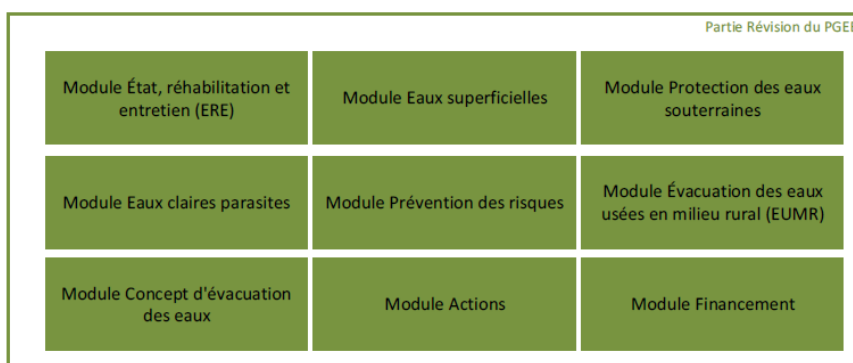 Partie Révision du PGEE
Module État, réhabilitation et
entretien (ERE)
Module Eaux superficielles
Module Protection des eaux
souterraines
Module Eaux claires parasites
Module Prévention des risques
Module Évacuation des eaux
usées en milieu rural (EUMR)
Module Concept d'évacuation
des eaux
Module Actions
Module Financement